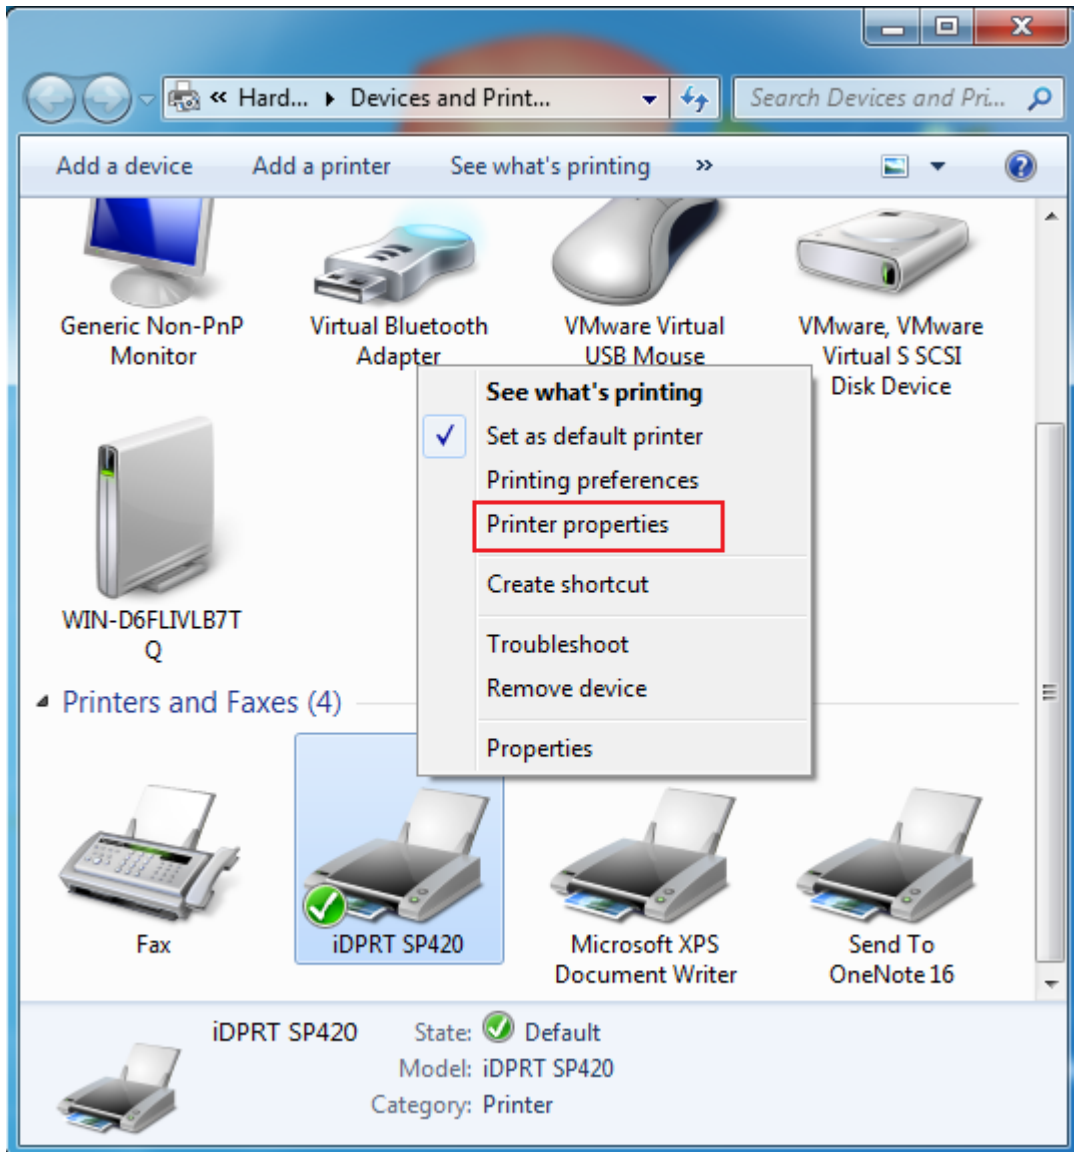 « Hard... ▸ Devices and Print...
Search Devices and Pri...
Add a device
Add a printer
See what's printing
»
Generic Non-PnP
Monitor
Virtual Bluetooth
Adapter
VMware Virtual
USB Mouse
VMware, VMware
Virtual S SCSI
Disk Device
See what's printing
Set as default printer
Printing preferences
Printer properties
Create shortcut
Troubleshoot
Remove device
Properties
WIN-D6FLIVLB7T
Q
Printers and Faxes (4)
Fax
iDPRT SP420
Microsoft XPS
Document Writer
Send To
OneNote 16
iDPRT SP420 State: Default
Model: iDPRT SP420
Category: Printer